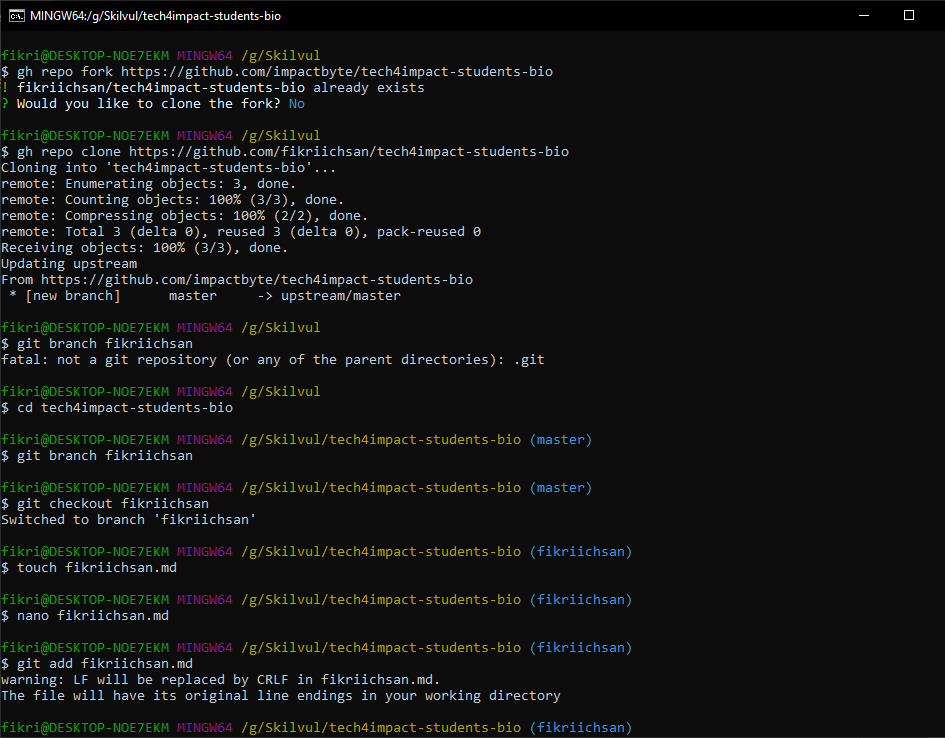 MINGW64:/g/Skilvul/tech4impact-students-bio
fikri@DESKTOP-NOE7EKM MINGW64 /g/Skilvul
$ gh repo fork https://github.com/impactbyte/tech4impact-students-bio
! fikriichsan/tech4impact-students-bio already exists
? Would you like to clone the fork? No
fikri@DESKTOP-NOE7EKM MINGW64 /g/Skilvul
$ gh repo clone https://github.com/fikriichsan/tech4impact-students-bio
Cloning into 'tech4impact-students-bio'...
remote: Enumerating objects: 3, done.
remote: Counting objects: 100% (3/3), done.
remote: Compressing objects: 100% (2/2), done.
remote: Total 3 (delta 0), reused 3 (delta 0), pack-reused 0
Receiving objects: 100% (3/3), done.
Updating upstream
From https://github.com/impactbyte/tech4impact-students-bio
 * [new branch]      master     -> upstream/master
fikri@DESKTOP-NOE7EKM MINGW64 /g/Skilvul
$ git branch fikriichsan
fatal: not a git repository (or any of the parent directories): .git
fikri@DESKTOP-NOE7EKM MINGW64 /g/Skilvul
$ cd tech4impact-students-bio
fikri@DESKTOP-NOE7EKM MINGW64 /g/Skilvul/tech4impact-students-bio (master)
$ git branch fikriichsan
fikri@DESKTOP-NOE7EKM MINGW64 /g/Skilvul/tech4impact-students-bio (master)
$ git checkout fikriichsan
Switched to branch 'fikriichsan'
fikri@DESKTOP-NOE7EKM MINGW64 /g/Skilvul/tech4impact-students-bio (fikriichsan)
$ touch fikriichsan.md
fikri@DESKTOP-NOE7EKM MINGW64 /g/Skilvul/tech4impact-students-bio (fikriichsan)
$ nano fikriichsan.md
fikri@DESKTOP-NOE7EKM MINGW64 /g/Skilvul/tech4impact-students-bio (fikriichsan)
$ git add fikriichsan.md
warning: LF will be replaced by CRLF in fikriichsan.md.
The file will have its original line endings in your working directory
fikri@DESKTOP-NOE7EKM MINGW64 /g/Skilvul/tech4impact-students-bio (fikriichsan)